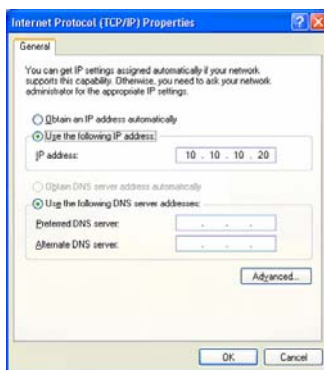 Internet Protocol (TCP/IP) Properties
General
You can get IP settings assigned automatically if your network
supports this capability. Otherwise, you need to ask your network
administrator for the appropriate IP settings.
Obtain an IP address automatically
Use the following IP address:
IP address: 10 . 10 . 10 . 20
Obtain DNS server address automatically
Use the following DNS server addresses:
Preferred DNS server: . . .
Alternate DNS server: . . .
Advanced...
OK Cancel